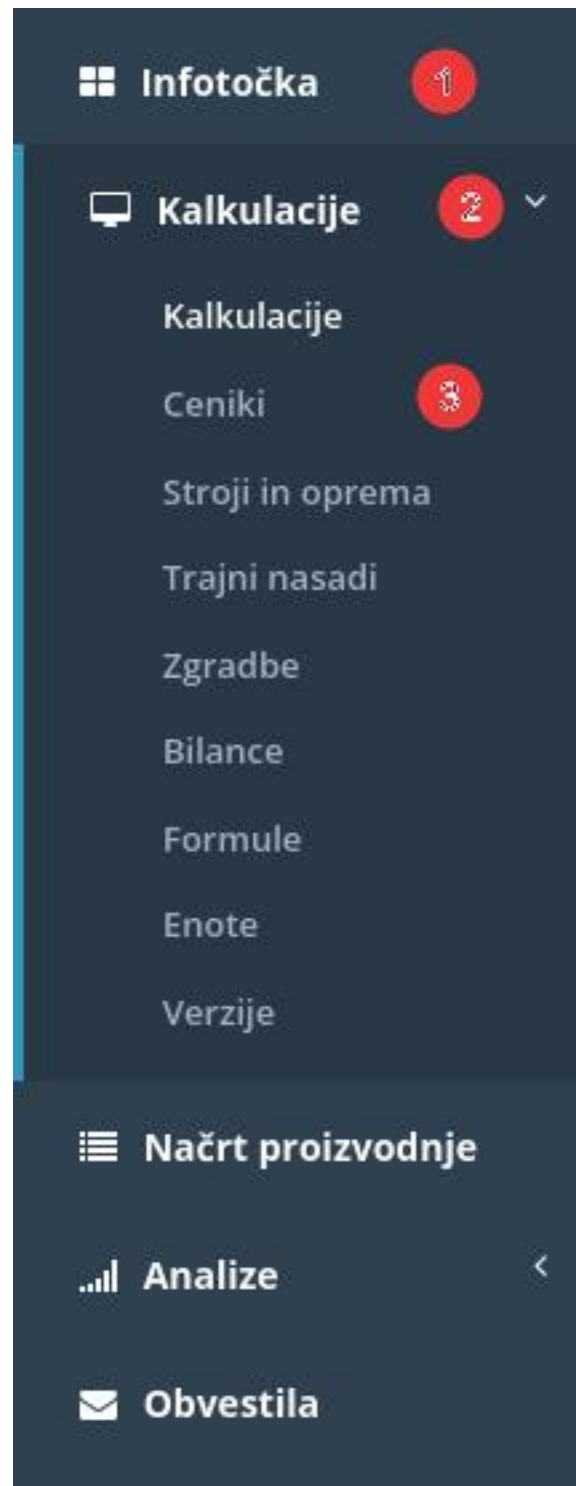 Infotočka 1
Kalkulacije 2
Kalkulacije
Ceniki 3
Stroji in oprema
Trajni nasadi
Zgradbe
Bilance
Formule
Enote
Verzije
Načrt proizvodnje
Analize
Obvestila